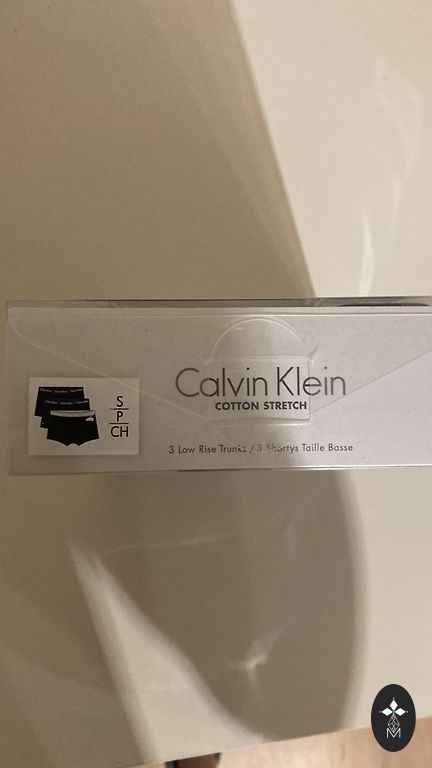 S
P
CH
Calvin Klein
COTTON STRETCH
3 Low Rise Trunks / 3 Shortys Taille Basse